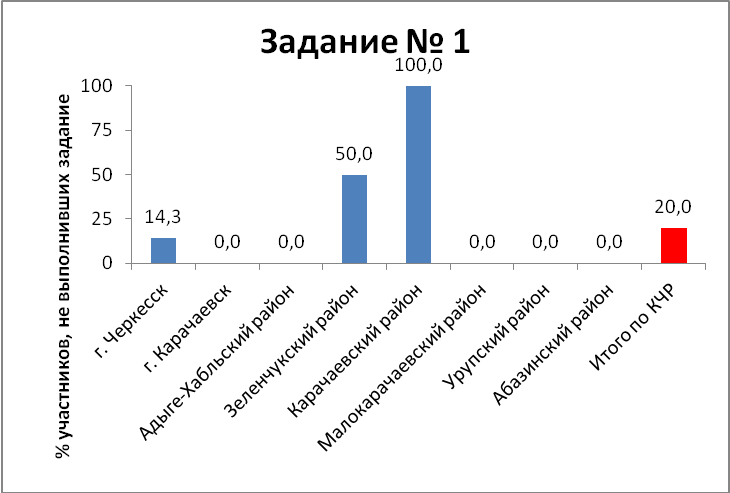 Задание № 1
% участников, не выполнивших задание
100
75
50
25
0
14,3
0,0
0,0
50,0
100,0
0,0
0,0
0,0
20,0
г. Черкесск
г. Карачаевск
Адыге-Хабльский район
Зеленчукский район
Карачаевский район
Малокарачаевский район
Урупский район
Абазинский район
Итого по КЧР